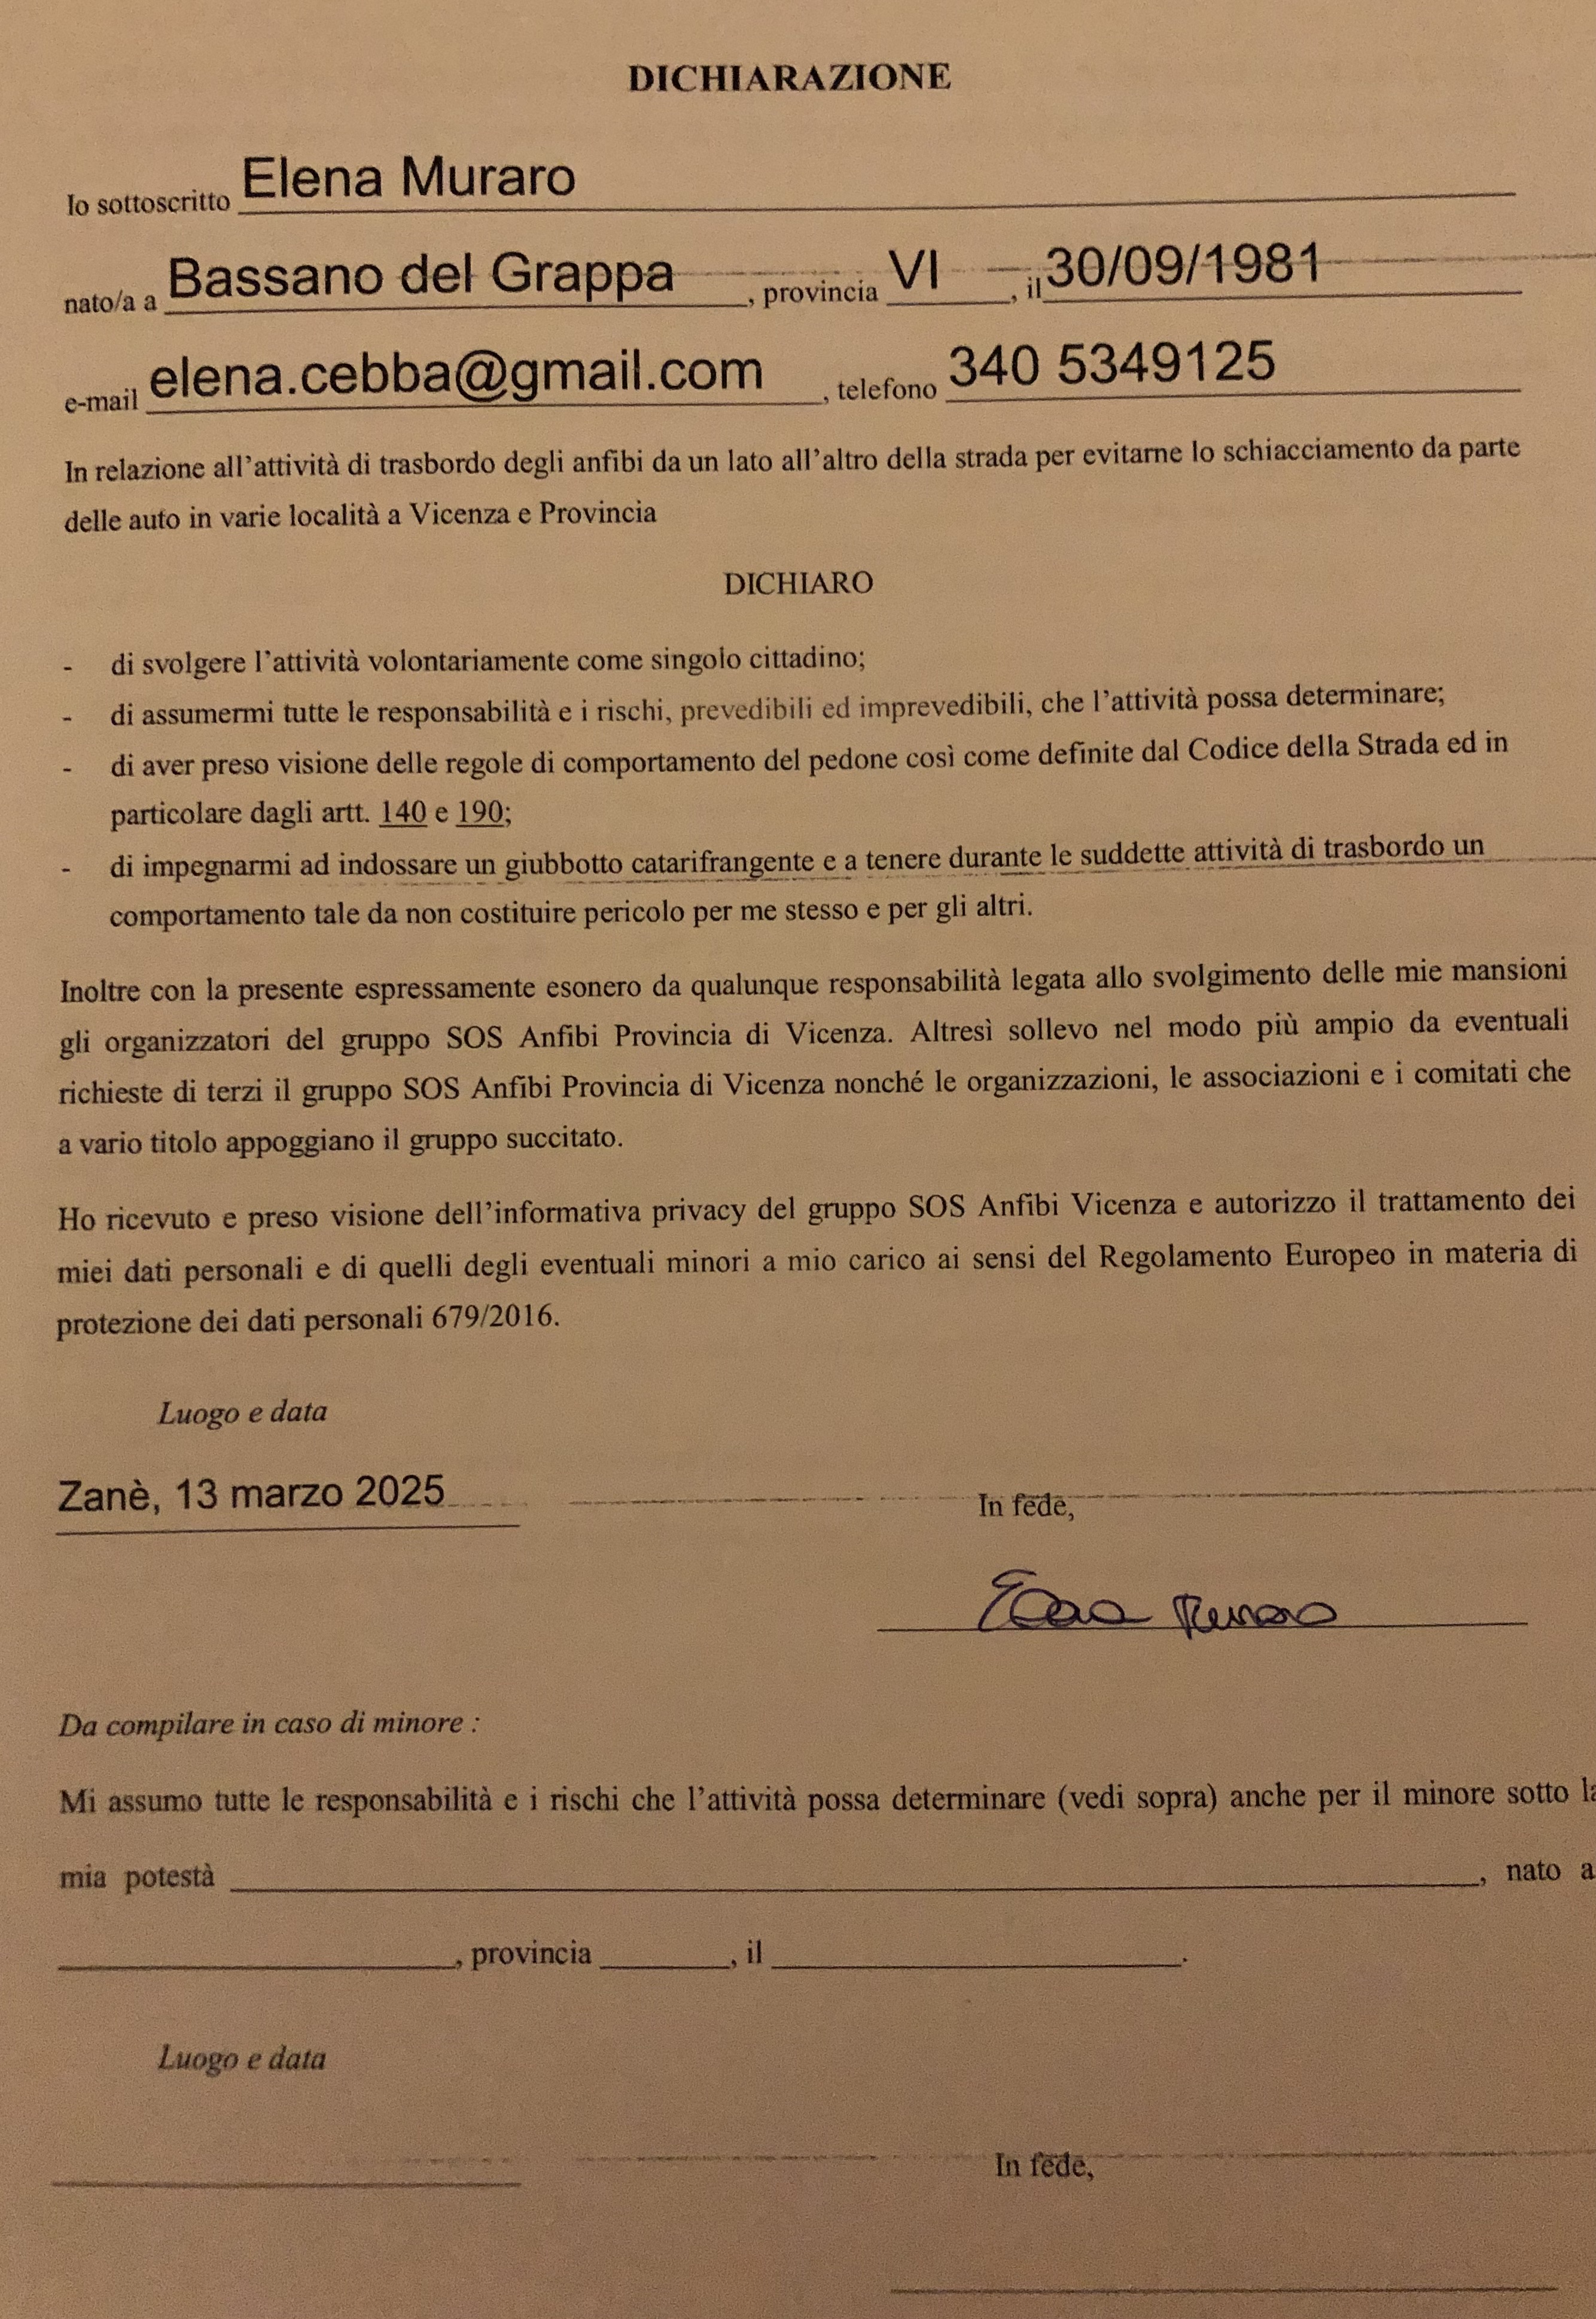 DICHIARAZIONE
Io sottoscritto Elena Muraro
nato/a a Bassano del Grappa, provincia VI, il 30/09/1981
e-mail elena.cebba@gmail.com, telefono 340 5349125
In relazione all’attività di trasbordo degli anfibi da un lato all’altro della strada per evitarne lo schiacciamento da parte
delle auto in varie località a Vicenza e Provincia
DICHIARO
- di svolgere l’attività volontariamente come singolo cittadino;
- di assumermi tutte le responsabilità e i rischi, prevedibili ed imprevedibili, che l’attività possa determinare;
- di aver preso visione delle regole di comportamento del pedone così come definite dal Codice della Strada ed in
particolare dagli artt. 140 e 190;
- di impegnarmi ad indossare un giubbotto catarifrangente e a tenere durante le suddette attività di trasbordo un
comportamento tale da non costituire pericolo per me stesso e per gli altri.
Inoltre con la presente espressamente esonero da qualunque responsabilità legata allo svolgimento delle mie mansioni
gli organizzatori del gruppo SOS Anfibi Provincia di Vicenza. Altresì sollevo nel modo più ampio da eventuali
richieste di terzi il gruppo SOS Anfibi Provincia di Vicenza nonché le organizzazioni, le associazioni e i comitati che
a vario titolo appoggiano il gruppo succitato.
Ho ricevuto e preso visione dell’informativa privacy del gruppo SOS Anfibi Vicenza e autorizzo il trattamento dei
miei dati personali e di quelli degli eventuali minori a mio carico ai sensi del Regolamento Europeo in materia di
protezione dei dati personali 679/2016.
Luogo e data
Zanè, 13 marzo 2025
In fede,
Elena Muraro
Da compilare in caso di minore :
Mi assumo tutte le responsabilità e i rischi che l’attività possa determinare (vedi sopra) anche per il minore sotto la
mia potestà , nato a
, provincia , il .
Luogo e data
In fede,